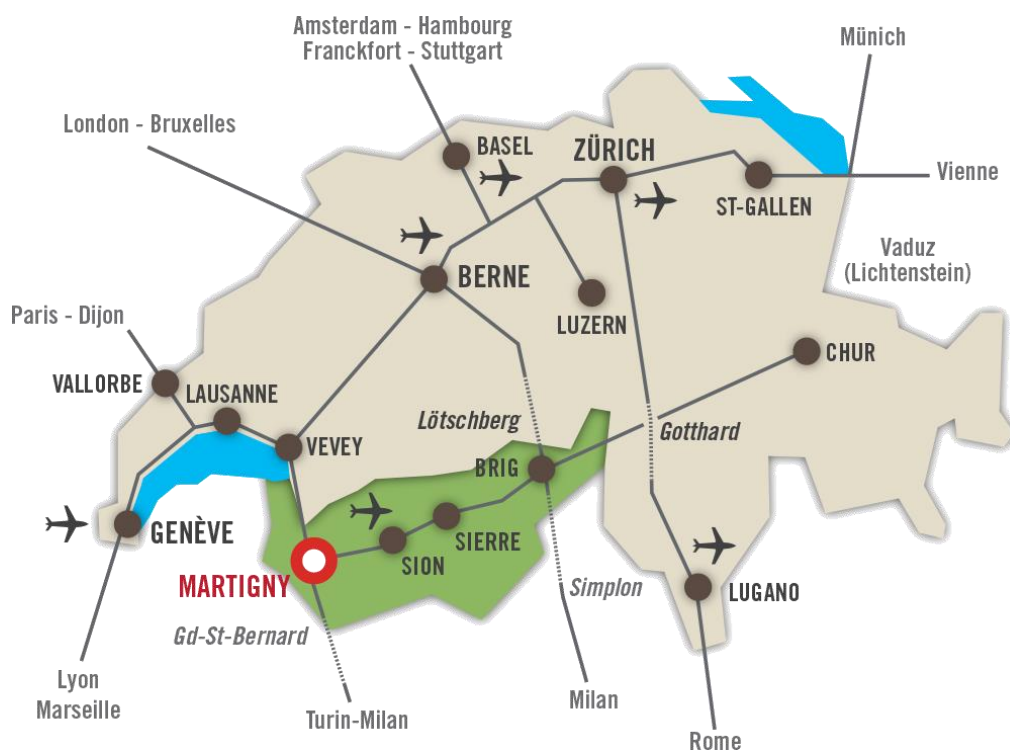 Amsterdam - Hambourg
Franckfort - Stuttgart
Münich
London - Bruxelles
BASEL
ZÜRICH
Vienne
ST-GALLEN
Vaduz
(Lichtenstein)
BERNE
Paris - Dijon
LUZERN
CHUR
VALLORBE
LAUSANNE
Lötschberg
Gotthard
VEVEY
BRIG
GENÈVE
SIERRE
SION
MARTIGNY
Simplon
LUGANO
Gd-St-Bernard
Lyon
Marseille
Milan
Turin-Milan
Rome